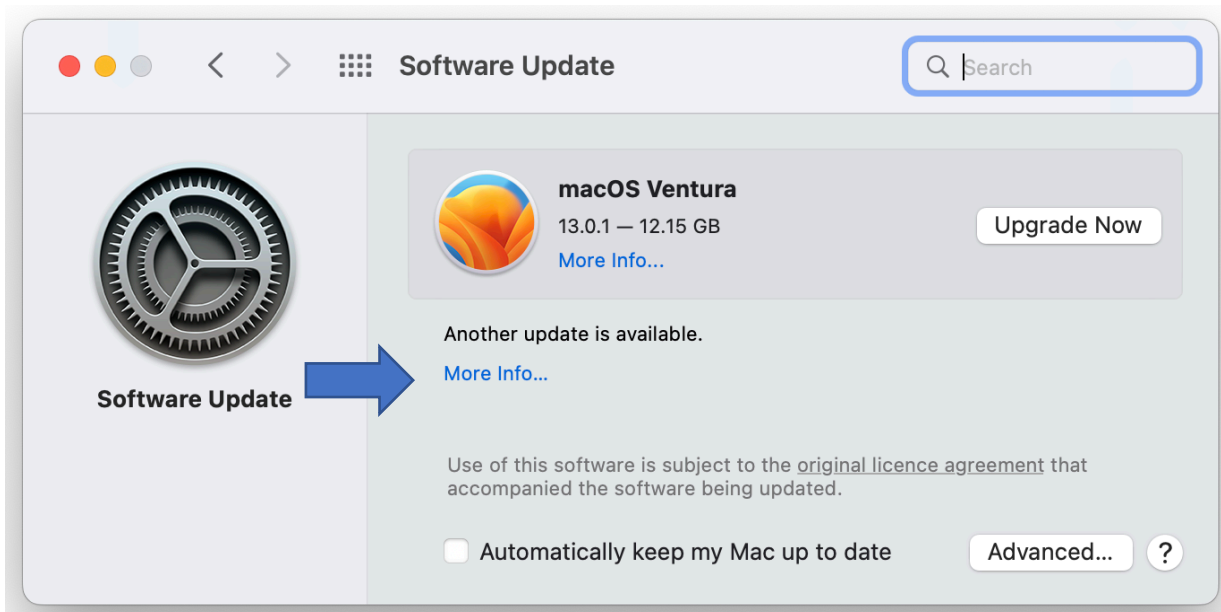 Software Update
Search
macOS Ventura
13.0.1 — 12.15 GB
Upgrade Now
More Info...
Another update is available.
More Info...
Software Update
Use of this software is subject to the original licence agreement that
accompanied the software being updated.
Automatically keep my Mac up to date
Advanced...
?